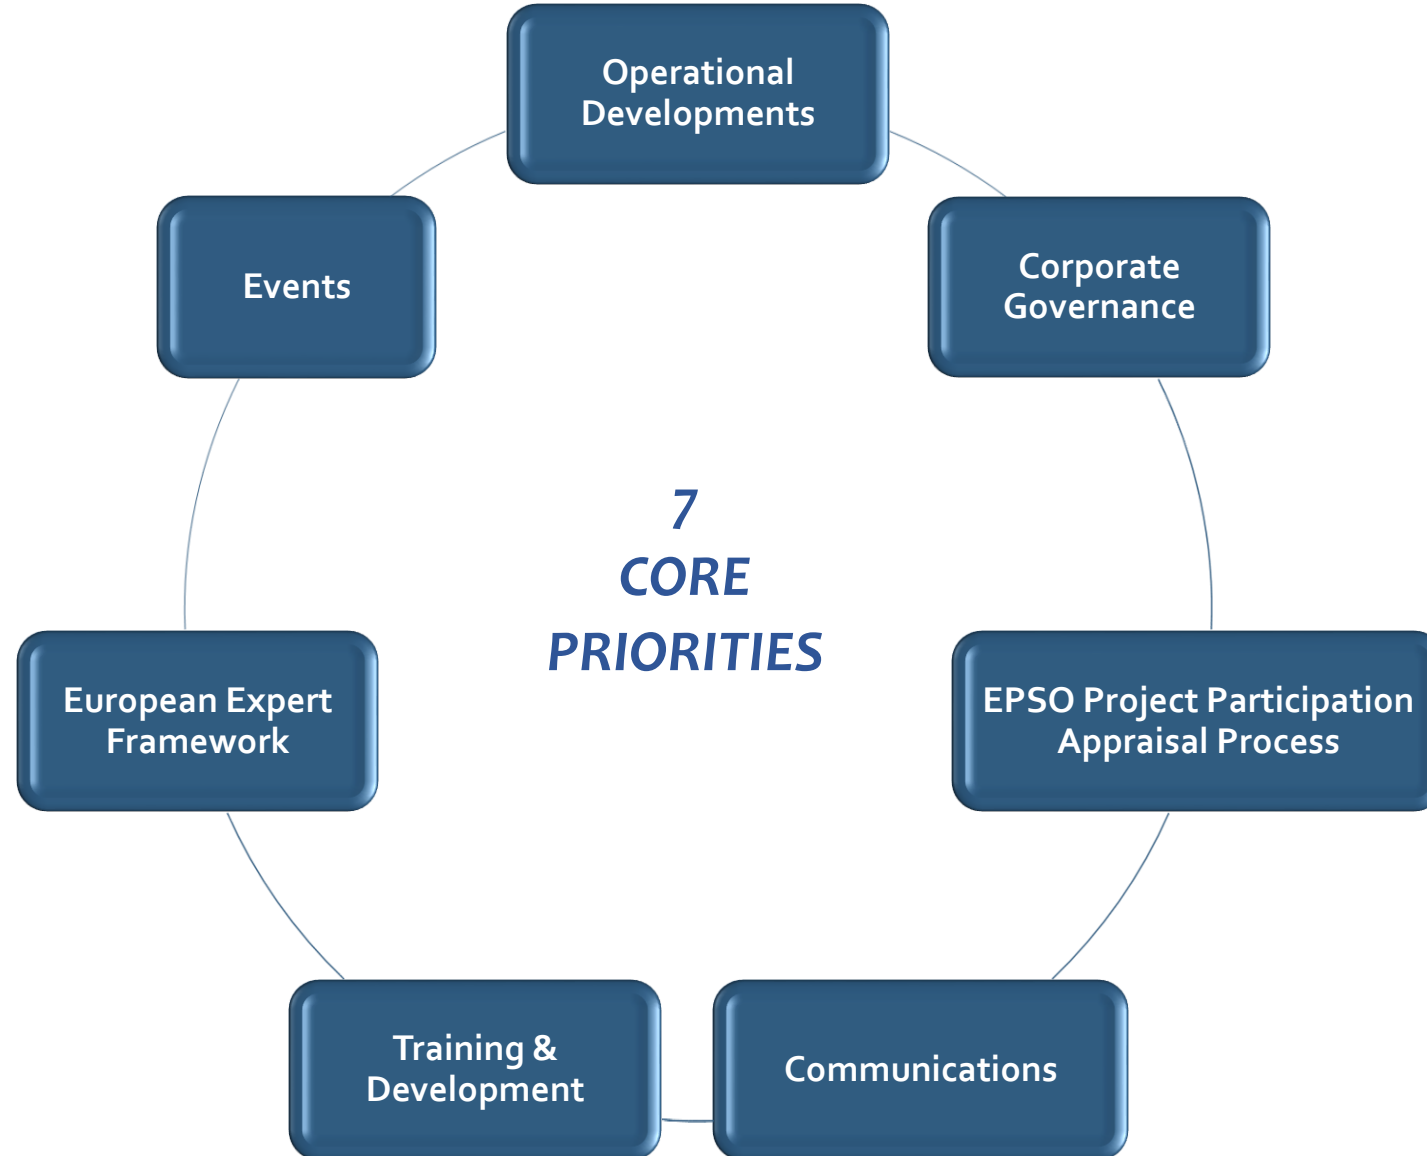 Operational
Developments
Corporate
Governance
EPSO Project Participation
Appraisal Process
Communications
Training &
Development
European Expert
Framework
Events
7
CORE
PRIORITIES